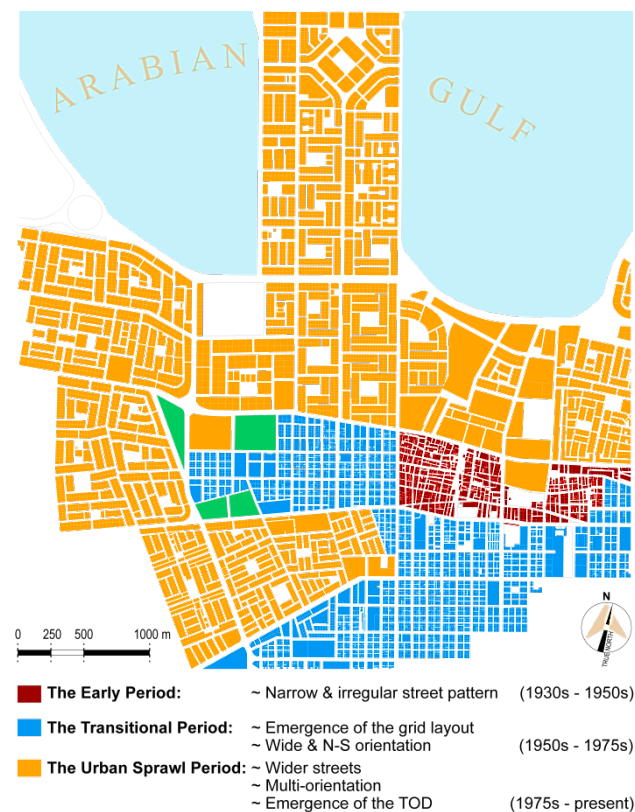 ARABIAN GULF
N
TRUE NORTH
0 250 500 1000 m
The Early Period: ~ Narrow & irregular street pattern (1930s - 1950s)
The Transitional Period: ~ Emergence of the grid layout
~ Wide & N-S orientation (1950s - 1975s)
The Urban Sprawl Period: ~ Wider streets
~ Multi-orientation
~ Emergence of the TOD (1975s - present)